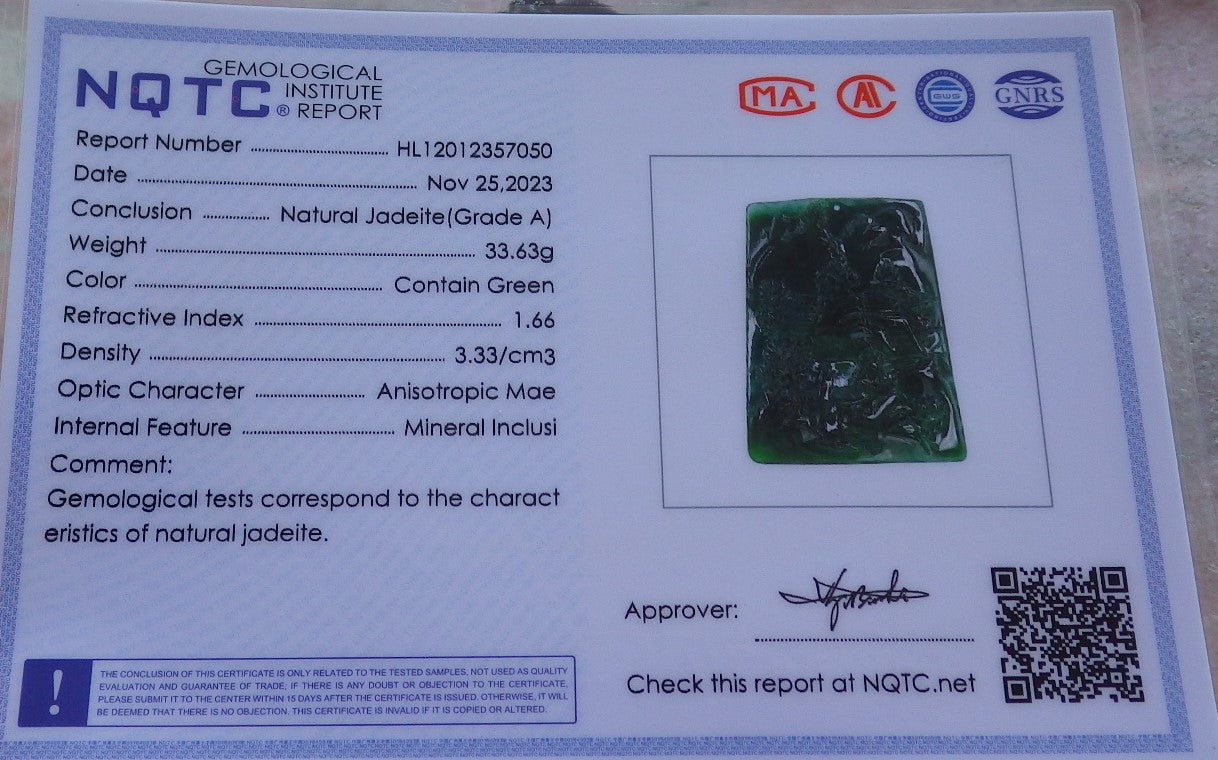 NQTC® GEMOLOGICAL INSTITUTE REPORT
MA
GWS
GNRS
Report Number HL12012357050
Date Nov 25,2023
Conclusion Natural Jadeite(Grade A)
Weight 33.63g
Color Contain Green
Refractive Index 1.66
Density 3.33/cm3
Optic Character Anisotropic Mae
Internal Feature Mineral Inclusi
Comment:
Gemological tests correspond to the charact
eristics of natural jadeite.
!
THE CONCLUSION OF THIS CERTIFICATE IS ONLY RELATED TO THE TESTED SAMPLES, NOT USED AS QUALITY
EVALUATION AND GUARANTEE OF TRADE, IF THERE IS ANY DOUBT OR OBJECTION TO THE CERTIFICATE,
PLEASE SUBMIT IT TO THE CENTER WITHIN 15 DAYS AFTER THE CERTIFICATE IS ISSUED. OTHERWISE, IT WILL
BE DEEMED THAT THERE IS NO OBJECTION. THIS CERTIFICATE IS INVALID IF IT IS COPIED OR ALTERED.
Approver:
Check this report at NQTC.net